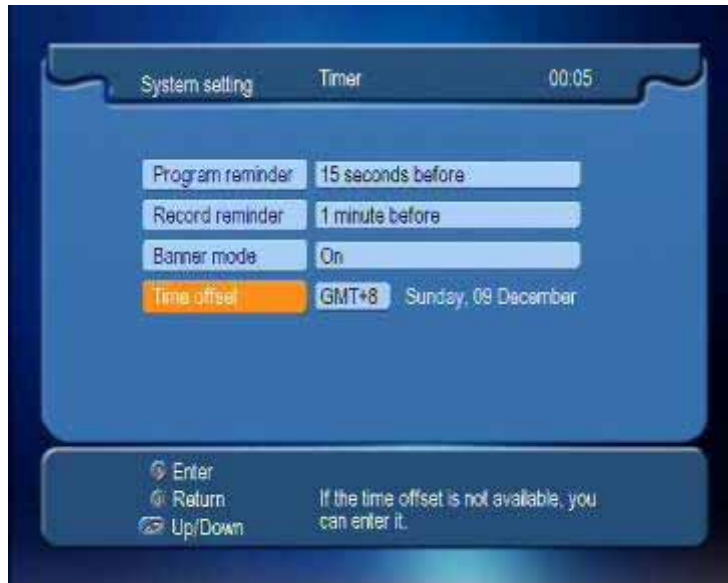 System setting Timer 00:05
Program reminder 15 seconds before
Record reminder 1 minute before
Banner mode On
Time offset GMT+8 Sunday, 09 December
Enter
Return
Up/Down
If the time offset is not available, you
can enter it.